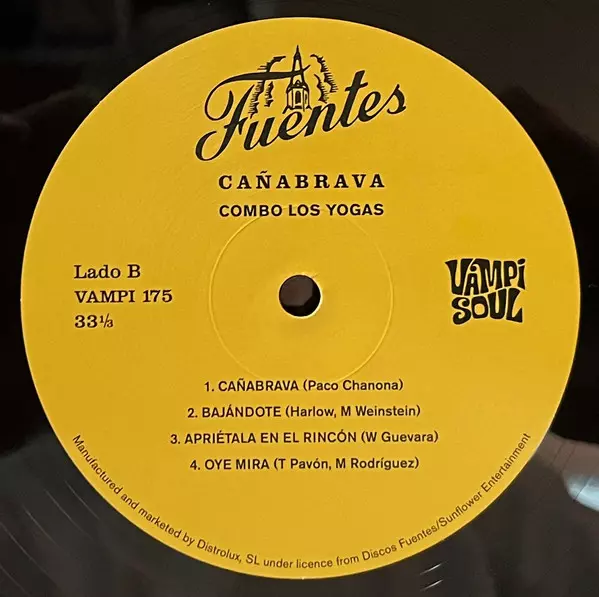 Fuentes
CAÑABRAVA
COMBO LOS YOGAS
Lado B
VAMPI 175
33⅓
VAMPI
SOUL
1. CAÑABRAVA (Paco Chanona)
2. BAJÁNDOTE (Harlow, M Weinstein)
3. APRIÉTALA EN EL RINCÓN (W Guevara)
4. OYE MIRA (T Pavón, M Rodríguez)
Manufactured and marketed by Distrolux, SL under licence from Discos Fuentes/Sunflower Entertainment